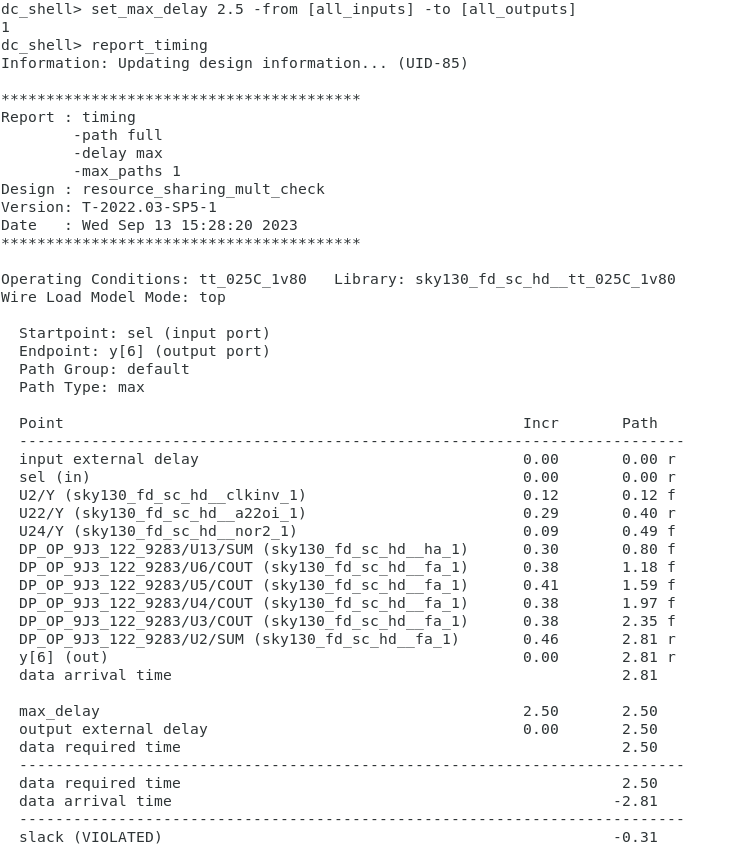 dc_shell> set_max_delay 2.5 -from [all_inputs] -to [all_outputs]
1
dc_shell> report_timing
Information: Updating design information... (UID-85)
****************************************
Report : timing
        -path full
        -delay max
        -max_paths 1
Design : resource_sharing_mult_check
Version: T-2022.03-SP5-1
Date   : Wed Sep 13 15:28:20 2023
****************************************
Operating Conditions: tt_025C_1v80   Library: sky130_fd_sc_hd__tt_025C_1v80
Wire Load Model Mode: top
  Startpoint: sel (input port)
  Endpoint: y[6] (output port)
  Path Group: default
  Path Type: max
  Point                                                   Incr       Path
  --------------------------------------------------------------------------
  input external delay                                    0.00       0.00 r
  sel (in)                                                0.00       0.00 r
  U2/Y (sky130_fd_sc_hd__clkinv_1)                        0.12       0.12 f
  U22/Y (sky130_fd_sc_hd__a22oi_1)                        0.29       0.40 r
  U24/Y (sky130_fd_sc_hd__nor2_1)                         0.09       0.49 f
  DP_OP_9J3_122_9283/U13/SUM (sky130_fd_sc_hd__ha_1)      0.30       0.80 f
  DP_OP_9J3_122_9283/U6/COUT (sky130_fd_sc_hd__fa_1)      0.38       1.18 f
  DP_OP_9J3_122_9283/U5/COUT (sky130_fd_sc_hd__fa_1)      0.41       1.59 f
  DP_OP_9J3_122_9283/U4/COUT (sky130_fd_sc_hd__fa_1)      0.38       1.97 f
  DP_OP_9J3_122_9283/U3/COUT (sky130_fd_sc_hd__fa_1)      0.38       2.35 f
  DP_OP_9J3_122_9283/U2/SUM (sky130_fd_sc_hd__fa_1)       0.46       2.81 r
  y[6] (out)                                              0.00       2.81 r
  data arrival time                                                  2.81
  max_delay                                               2.50       2.50
  output external delay                                   0.00       2.50
  data required time                                                 2.50
  --------------------------------------------------------------------------
  data required time                                                 2.50
  data arrival time                                                 -2.81
  --------------------------------------------------------------------------
  slack (VIOLATED)                                                  -0.31